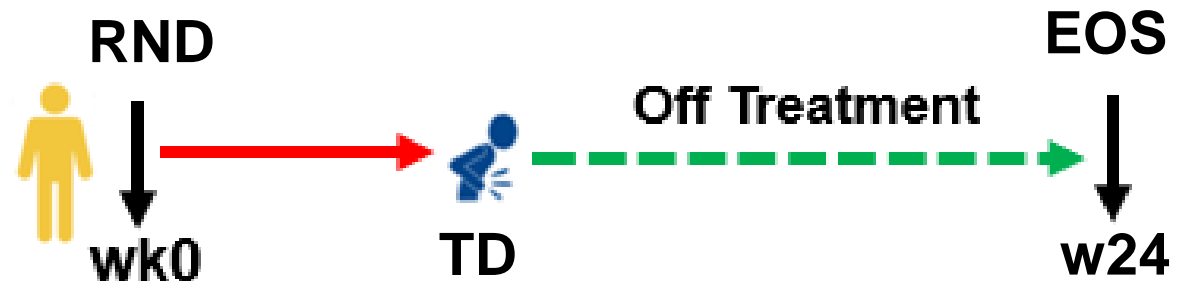 RND
EOS
Off Treatment
wk0
TD
w24